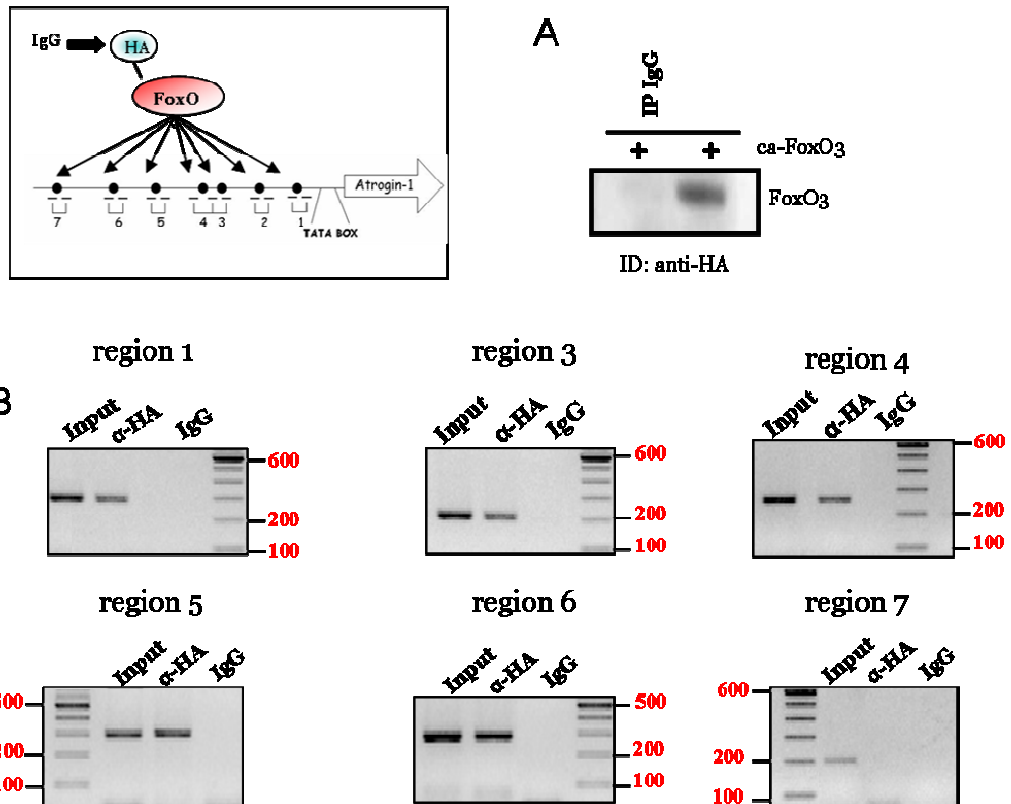 IgG
HA
FoxO
Atrogin-1
7 6 5 4 3 2 1
TATA BOX
A
IP IgG
+ + ca-FoxO3
FoxO3
ID: anti-HA
B
region 1
Input α-HA IgG
600
200
100
region 3
Input α-HA IgG
600
200
100
region 4
Input α-HA IgG
600
200
100
region 5
Input α-HA IgG
region 6
Input α-HA IgG
500
200
100
region 7
Input α-HA IgG
600
200
100